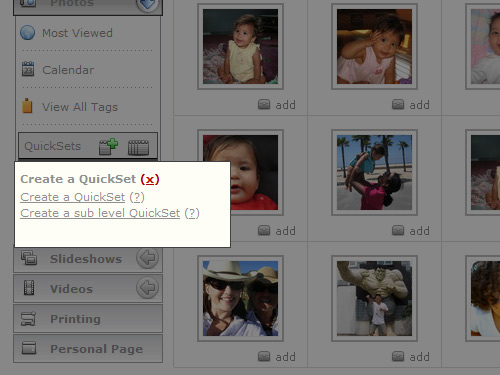 Photos
Most Viewed
Calendar
View All Tags
QuickSets
Create a QuickSet (x)
Create a QuickSet (?)
Create a sub level QuickSet (?)
Slideshows
Videos
Printing
Personal Page
add
add
add
add
add
add